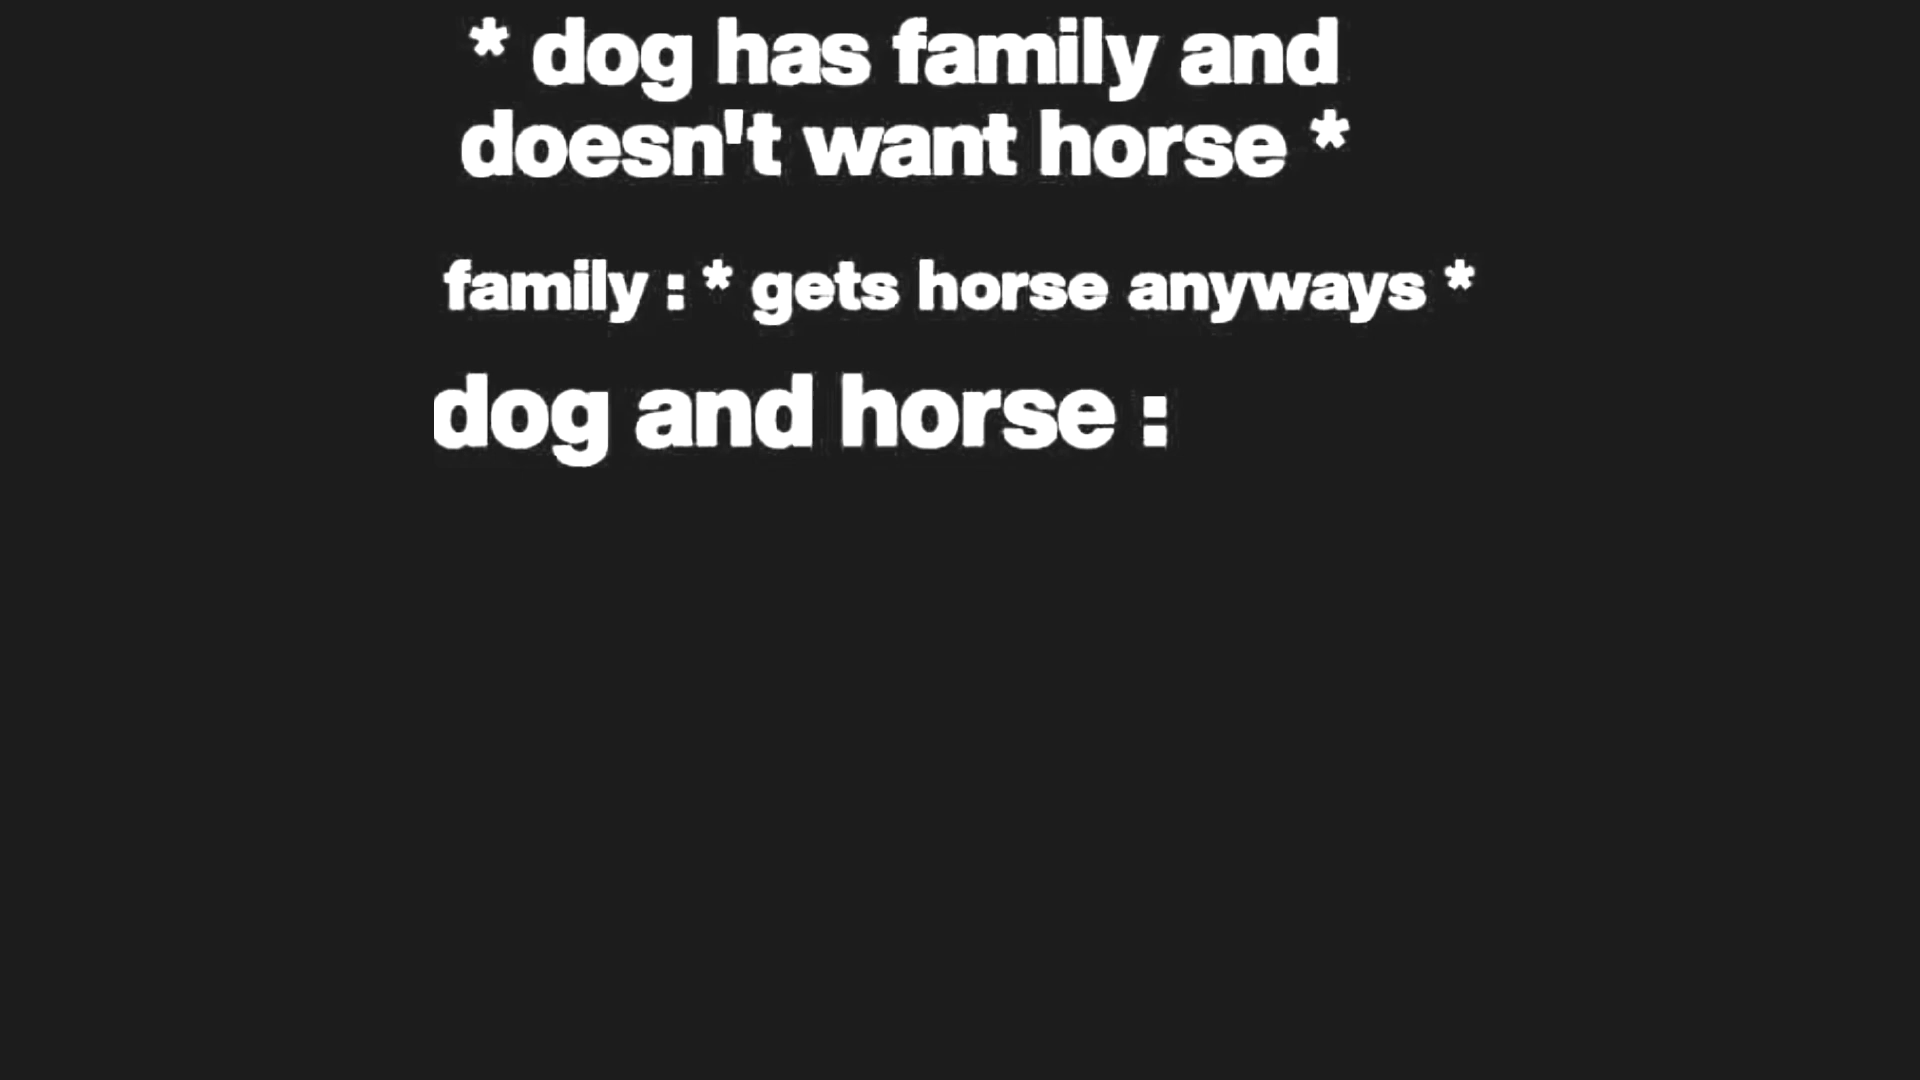 * dog has family and
doesn't want horse *
family : * gets horse anyways *
dog and horse :